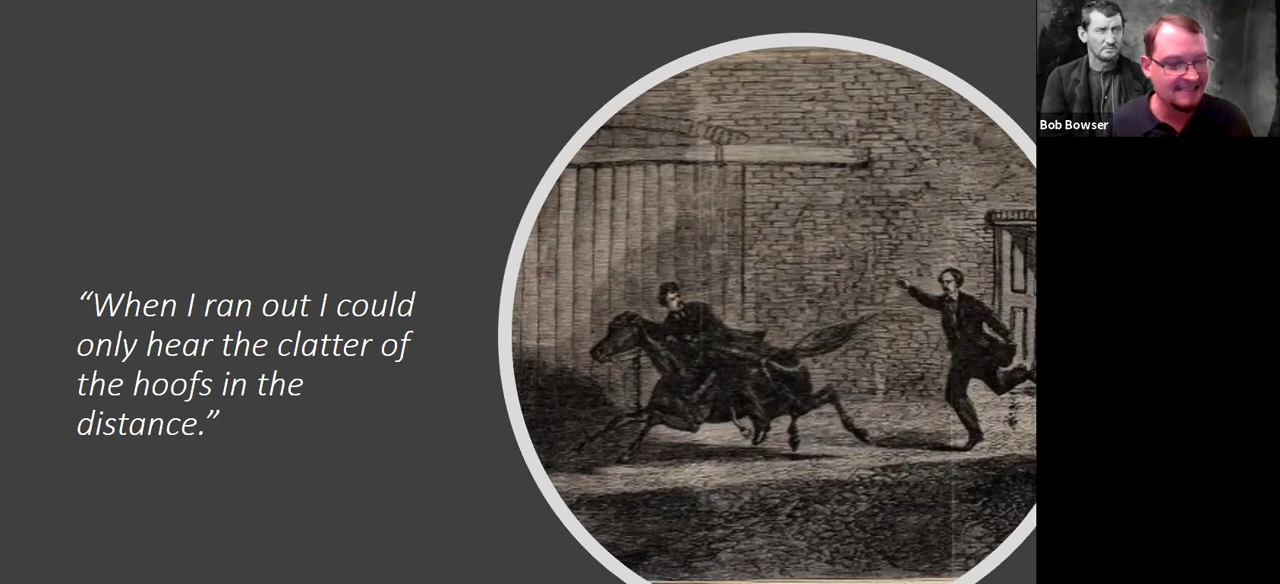 “When I ran out I could
only hear the clatter of
the hoofs in the
distance.”
Bob Bowser